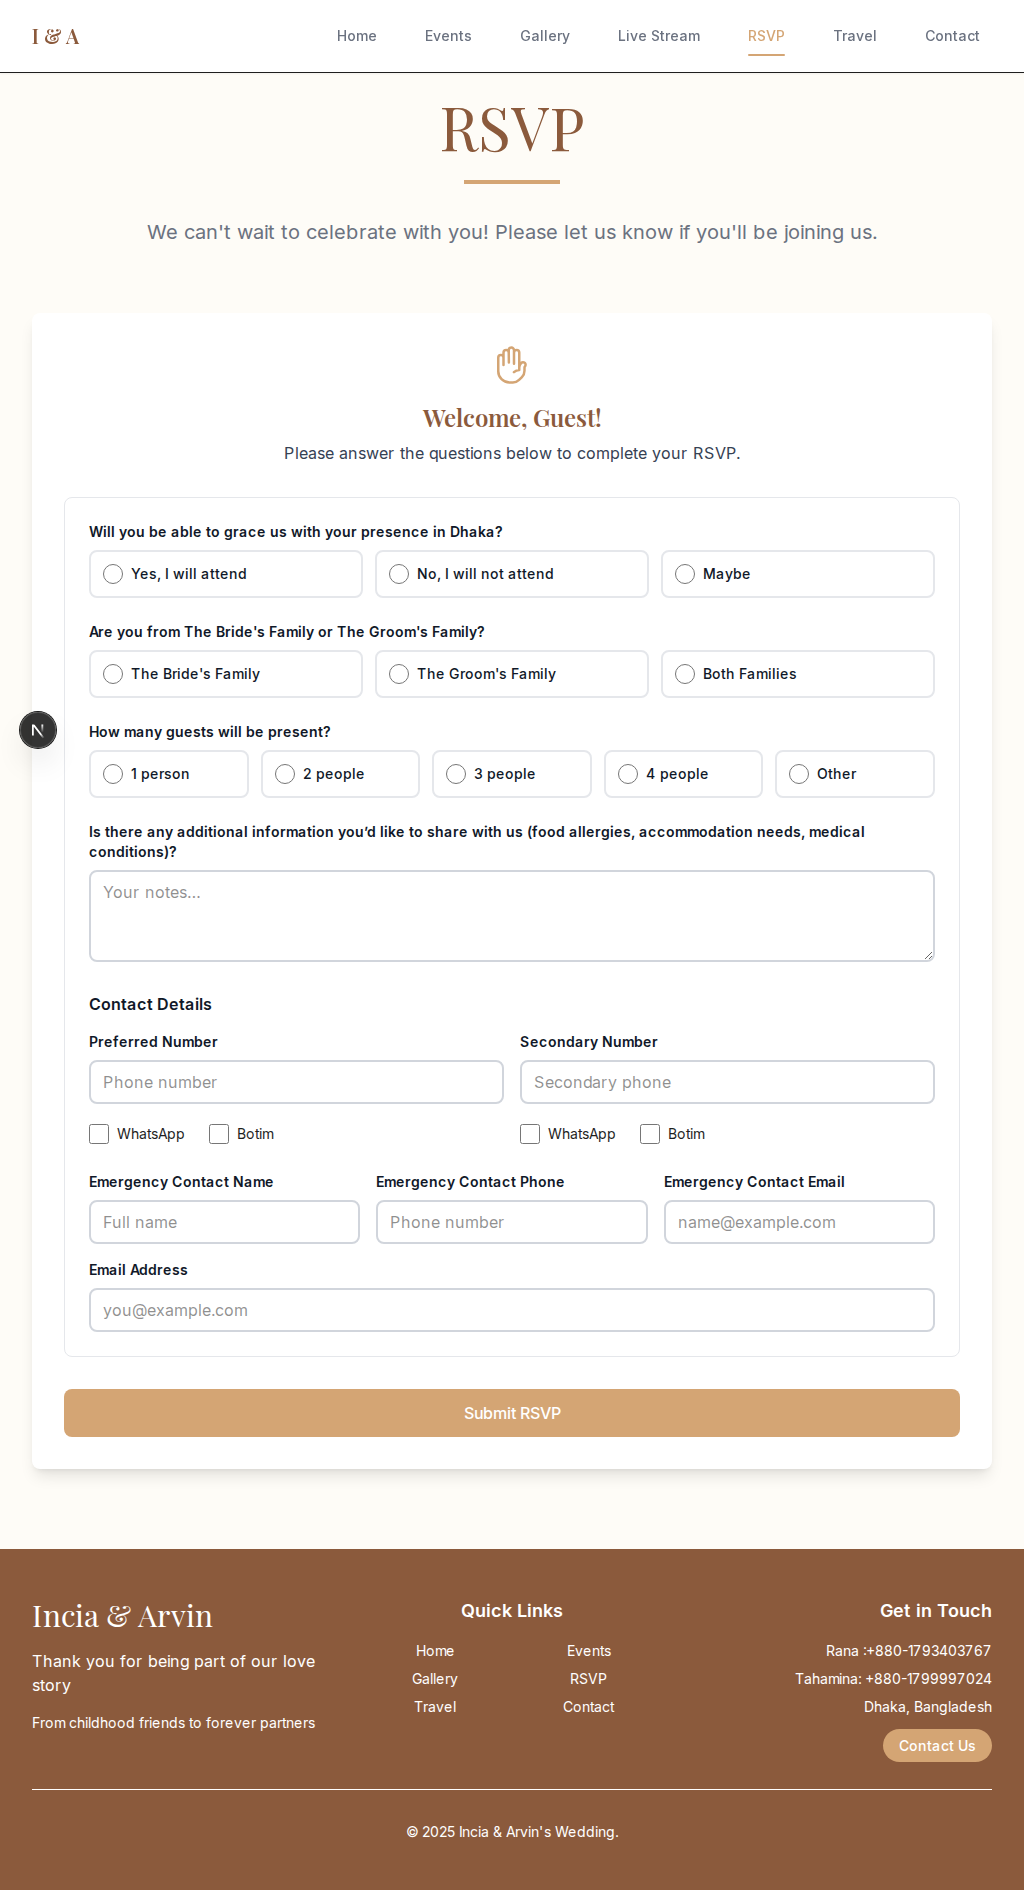 I & A
Home
Events
Gallery
Live Stream
RSVP
Travel
Contact
RSVP
We can't wait to celebrate with you! Please let us know if you'll be joining us.
Welcome, Guest!
Please answer the questions below to complete your RSVP.
Will you be able to grace us with your presence in Dhaka?
Yes, I will attend
No, I will not attend
Maybe
Are you from The Bride's Family or The Groom's Family?
The Bride's Family
The Groom's Family
Both Families
How many guests will be present?
1 person
2 people
3 people
4 people
Other
N
Is there any additional information you’d like to share with us (food allergies, accommodation needs, medical
conditions)?
Your notes...
Contact Details
Preferred Number
Secondary Number
Phone number
Secondary phone
WhatsApp
Botim
WhatsApp
Botim
Emergency Contact Name
Emergency Contact Phone
Emergency Contact Email
Full name
Phone number
name@example.com
Email Address
you@example.com
Submit RSVP
Incia & Arvin
Thank you for being part of our love
story
From childhood friends to forever partners
Quick Links
Home
Events
Gallery
RSVP
Travel
Contact
Get in Touch
Rana :+880-1793403767
Tahamina: +880-1799997024
Dhaka, Bangladesh
Contact Us
© 2025 Incia & Arvin's Wedding.